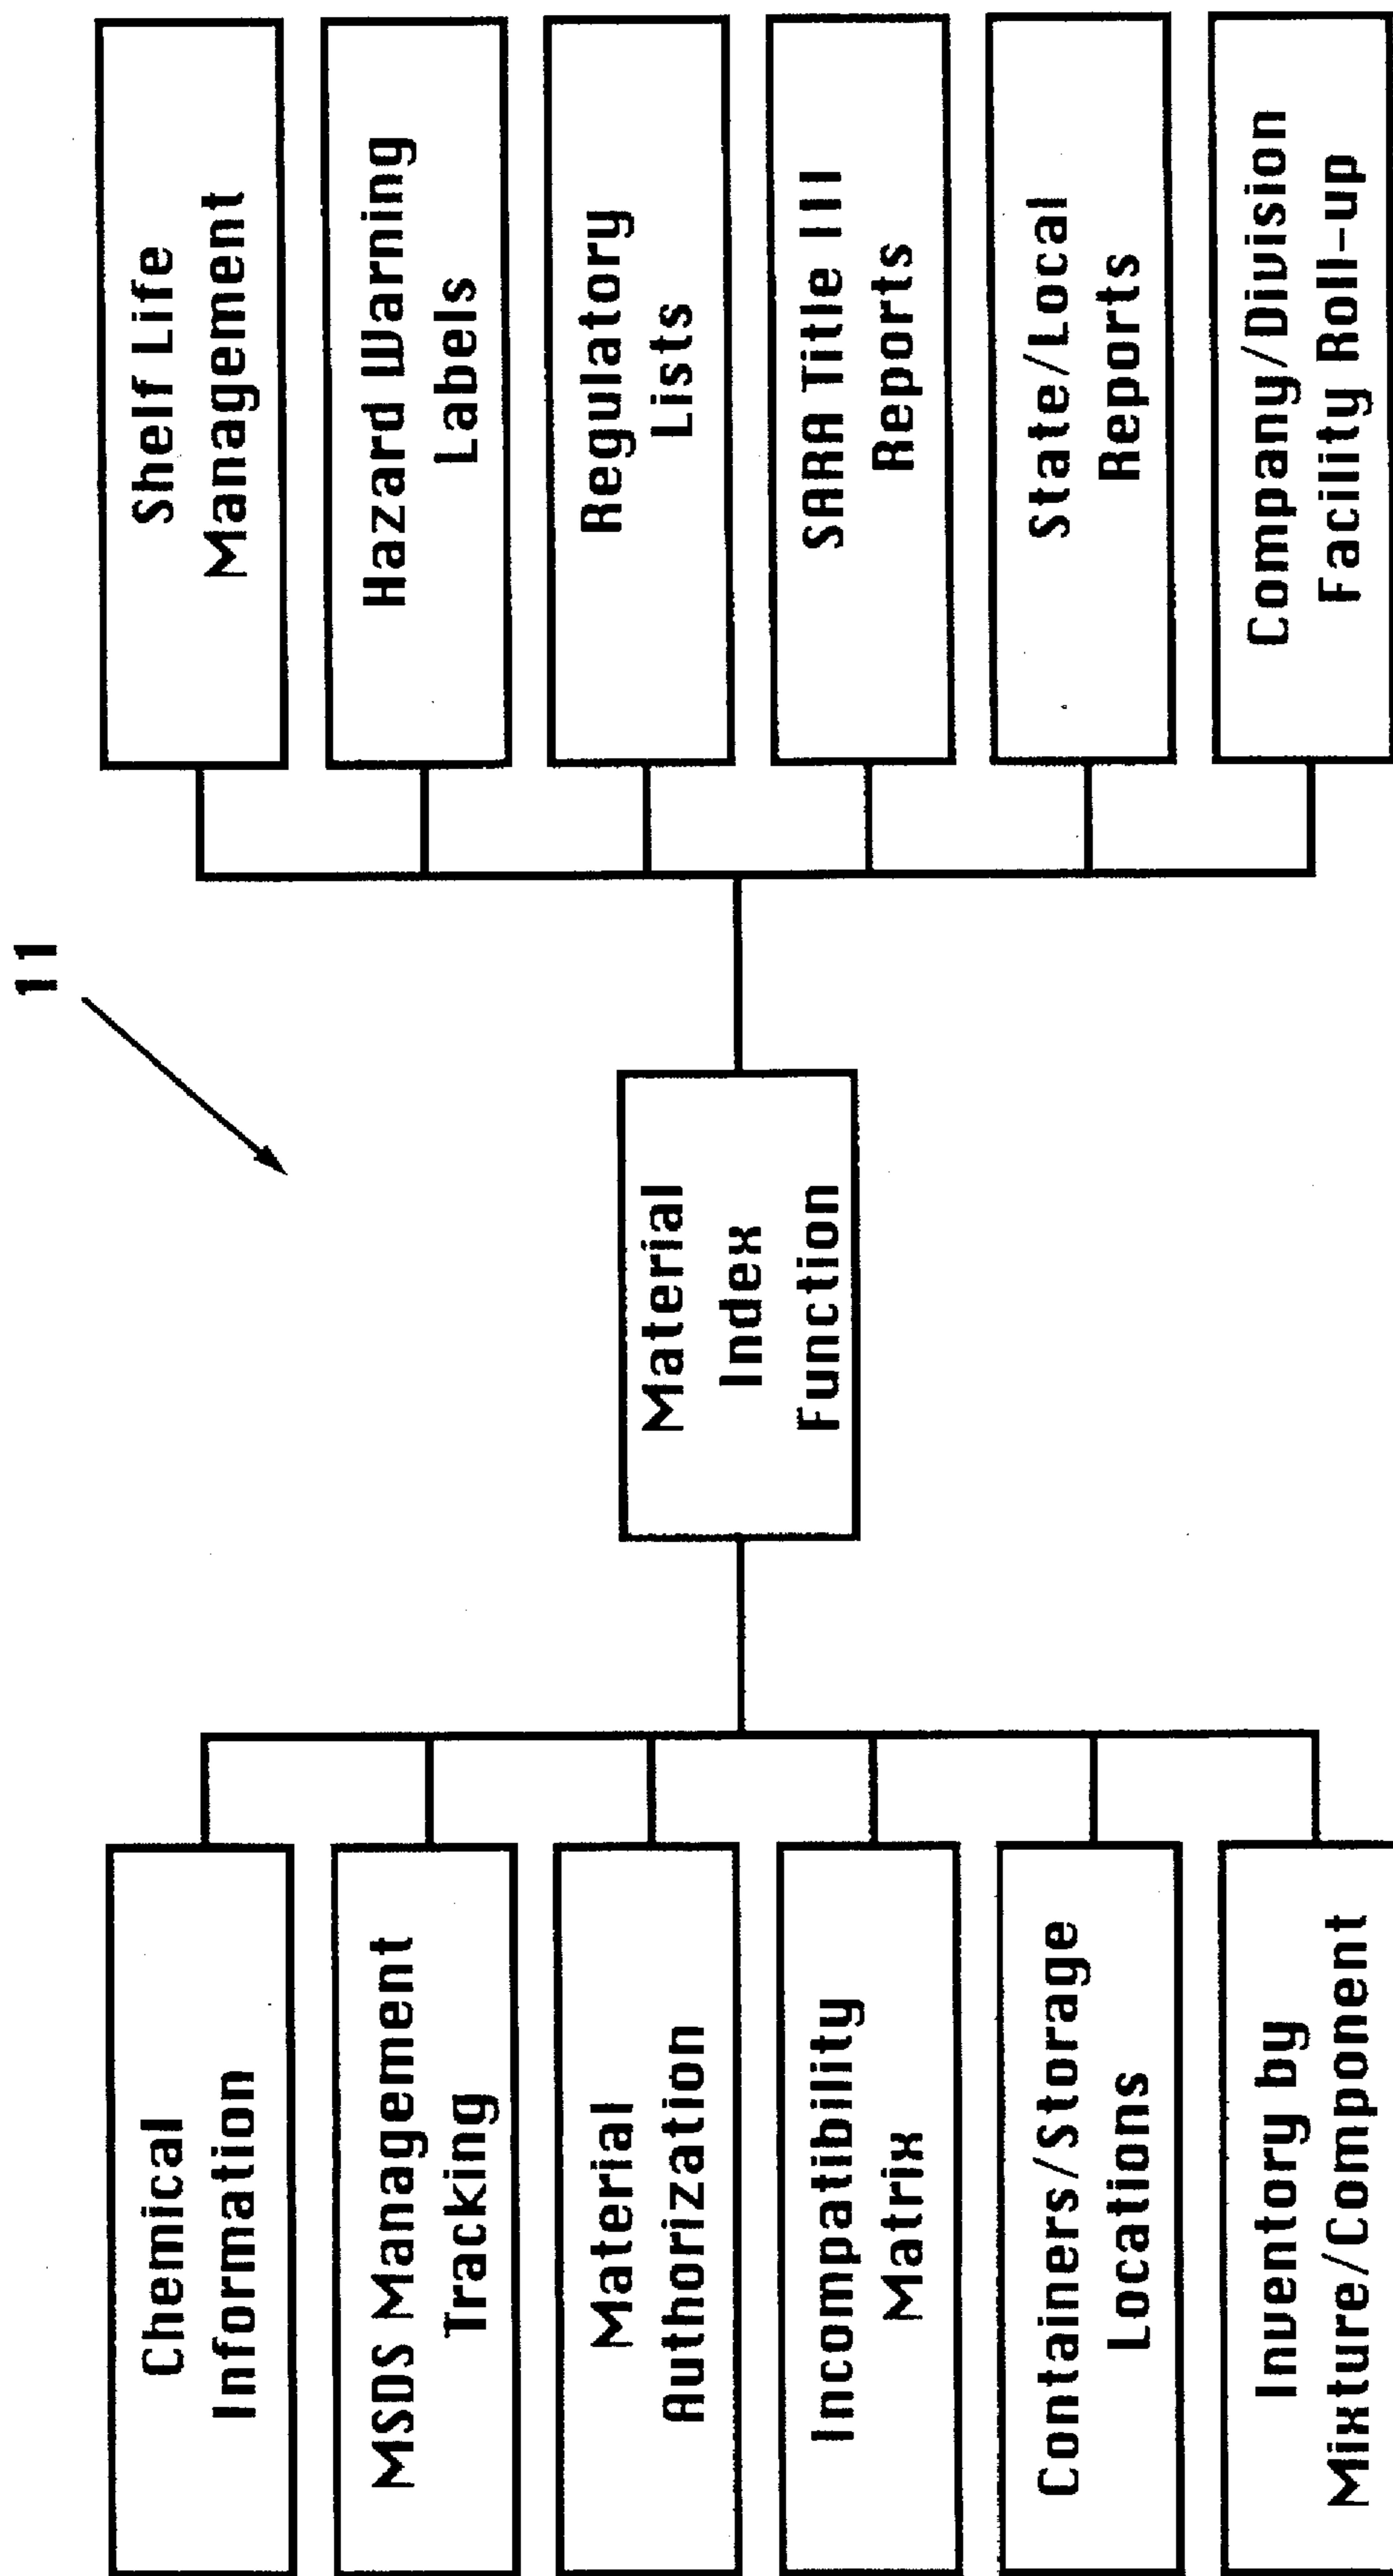 11
Chemical
Information
MSDS Management
Tracking
Material
Authorization
Incompatibility
Matrix
Containers/Storage
Locations
Inventory by
Mixture/Component
Material
Index
Function
Shelf Life
Management
Hazard Warning
Labels
Regulatory
Lists
SARA Title III
Reports
State/Local
Reports
Company/Division
Facility Roll-up